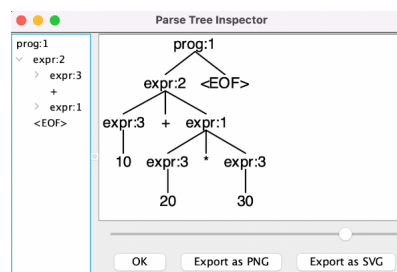 Parse Tree Inspector
prog:1
expr:2
expr:3
+
expr:1
<EOF>
prog:1
expr:2 <EOF>
expr:3 + expr:1
10 expr:3 * expr:3
20 30
OK Export as PNG Export as SVG